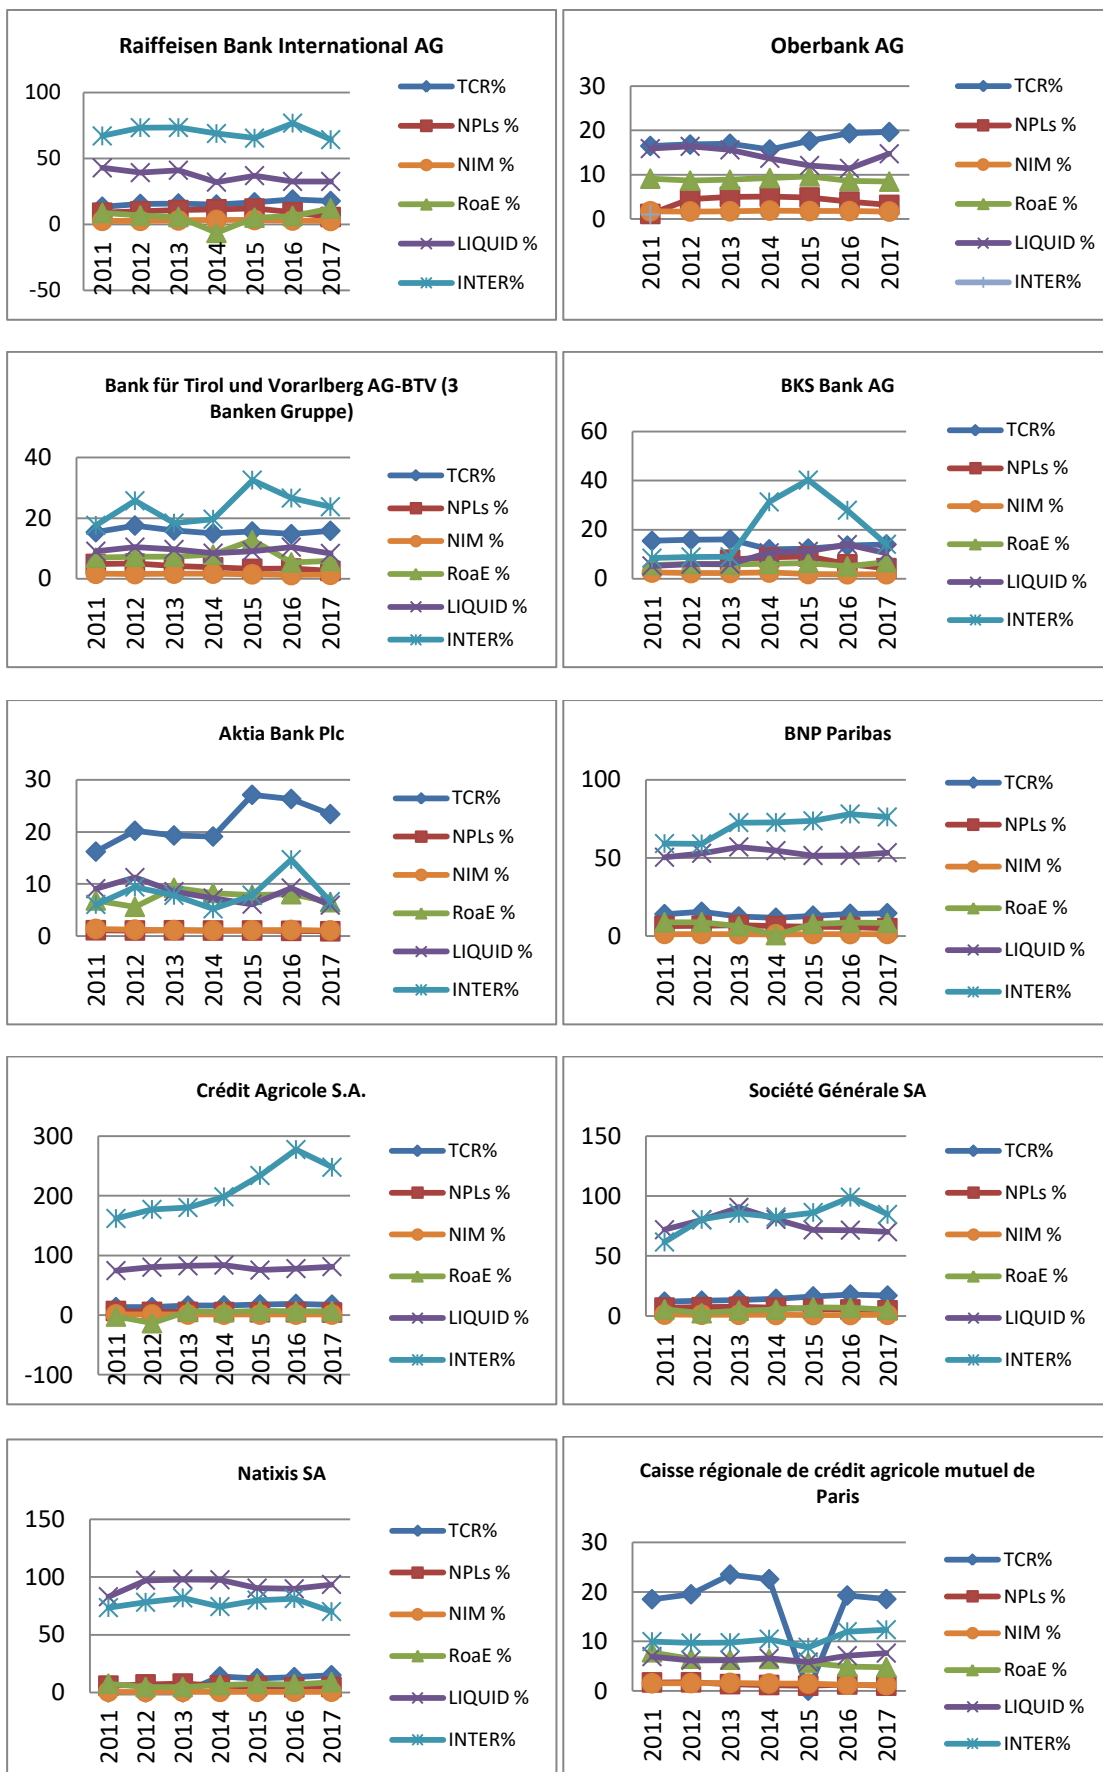 Raiffeisen Bank International AG
100
50
0
-50
2011
2012
2013
2014
2015
2016
2017
TCR%
NPLs %
NIM %
RoaE %
LIQUID %
INTER%
Oberbank AG
30
20
10
0
2011
2012
2013
2014
2015
2016
2017
TCR%
NPLs %
NIM %
RoaE %
LIQUID %
INTER%
Bank für Tirol und Vorarlberg AG-BTV (3
Banken Gruppe)
40
20
0
2011
2012
2013
2014
2015
2016
2017
TCR%
NPLs %
NIM %
RoaE %
LIQUID %
INTER%
BKS Bank AG
60
40
20
0
2011
2012
2013
2014
2015
2016
2017
TCR%
NPLs %
NIM %
RoaE %
LIQUID %
INTER%
Aktia Bank Plc
30
20
10
0
2011
2012
2013
2014
2015
2016
2017
TCR%
NPLs %
NIM %
RoaE %
LIQUID %
INTER%
BNP Paribas
100
50
0
2011
2012
2013
2014
2015
2016
2017
TCR%
NPLs %
NIM %
RoaE %
LIQUID %
INTER%
Crédit Agricole S.A.
300
200
100
0
-100
2011
2012
2013
2014
2015
2016
2017
TCR%
NPLs %
NIM %
RoaE %
LIQUID %
INTER%
Société Générale SA
150
100
50
0
2011
2012
2013
2014
2015
2016
2017
TCR%
NPLs %
NIM %
RoaE %
LIQUID %
INTER%
Natixis SA
150
100
50
0
2011
2012
2013
2014
2015
2016
2017
TCR%
NPLs %
NIM %
RoaE %
LIQUID %
INTER%
Caisse régionale de crédit agricole mutuel de
Paris
30
20
10
0
2011
2012
2013
2014
2015
2016
2017
TCR%
NPLs %
NIM %
RoaE %
LIQUID %
INTER%